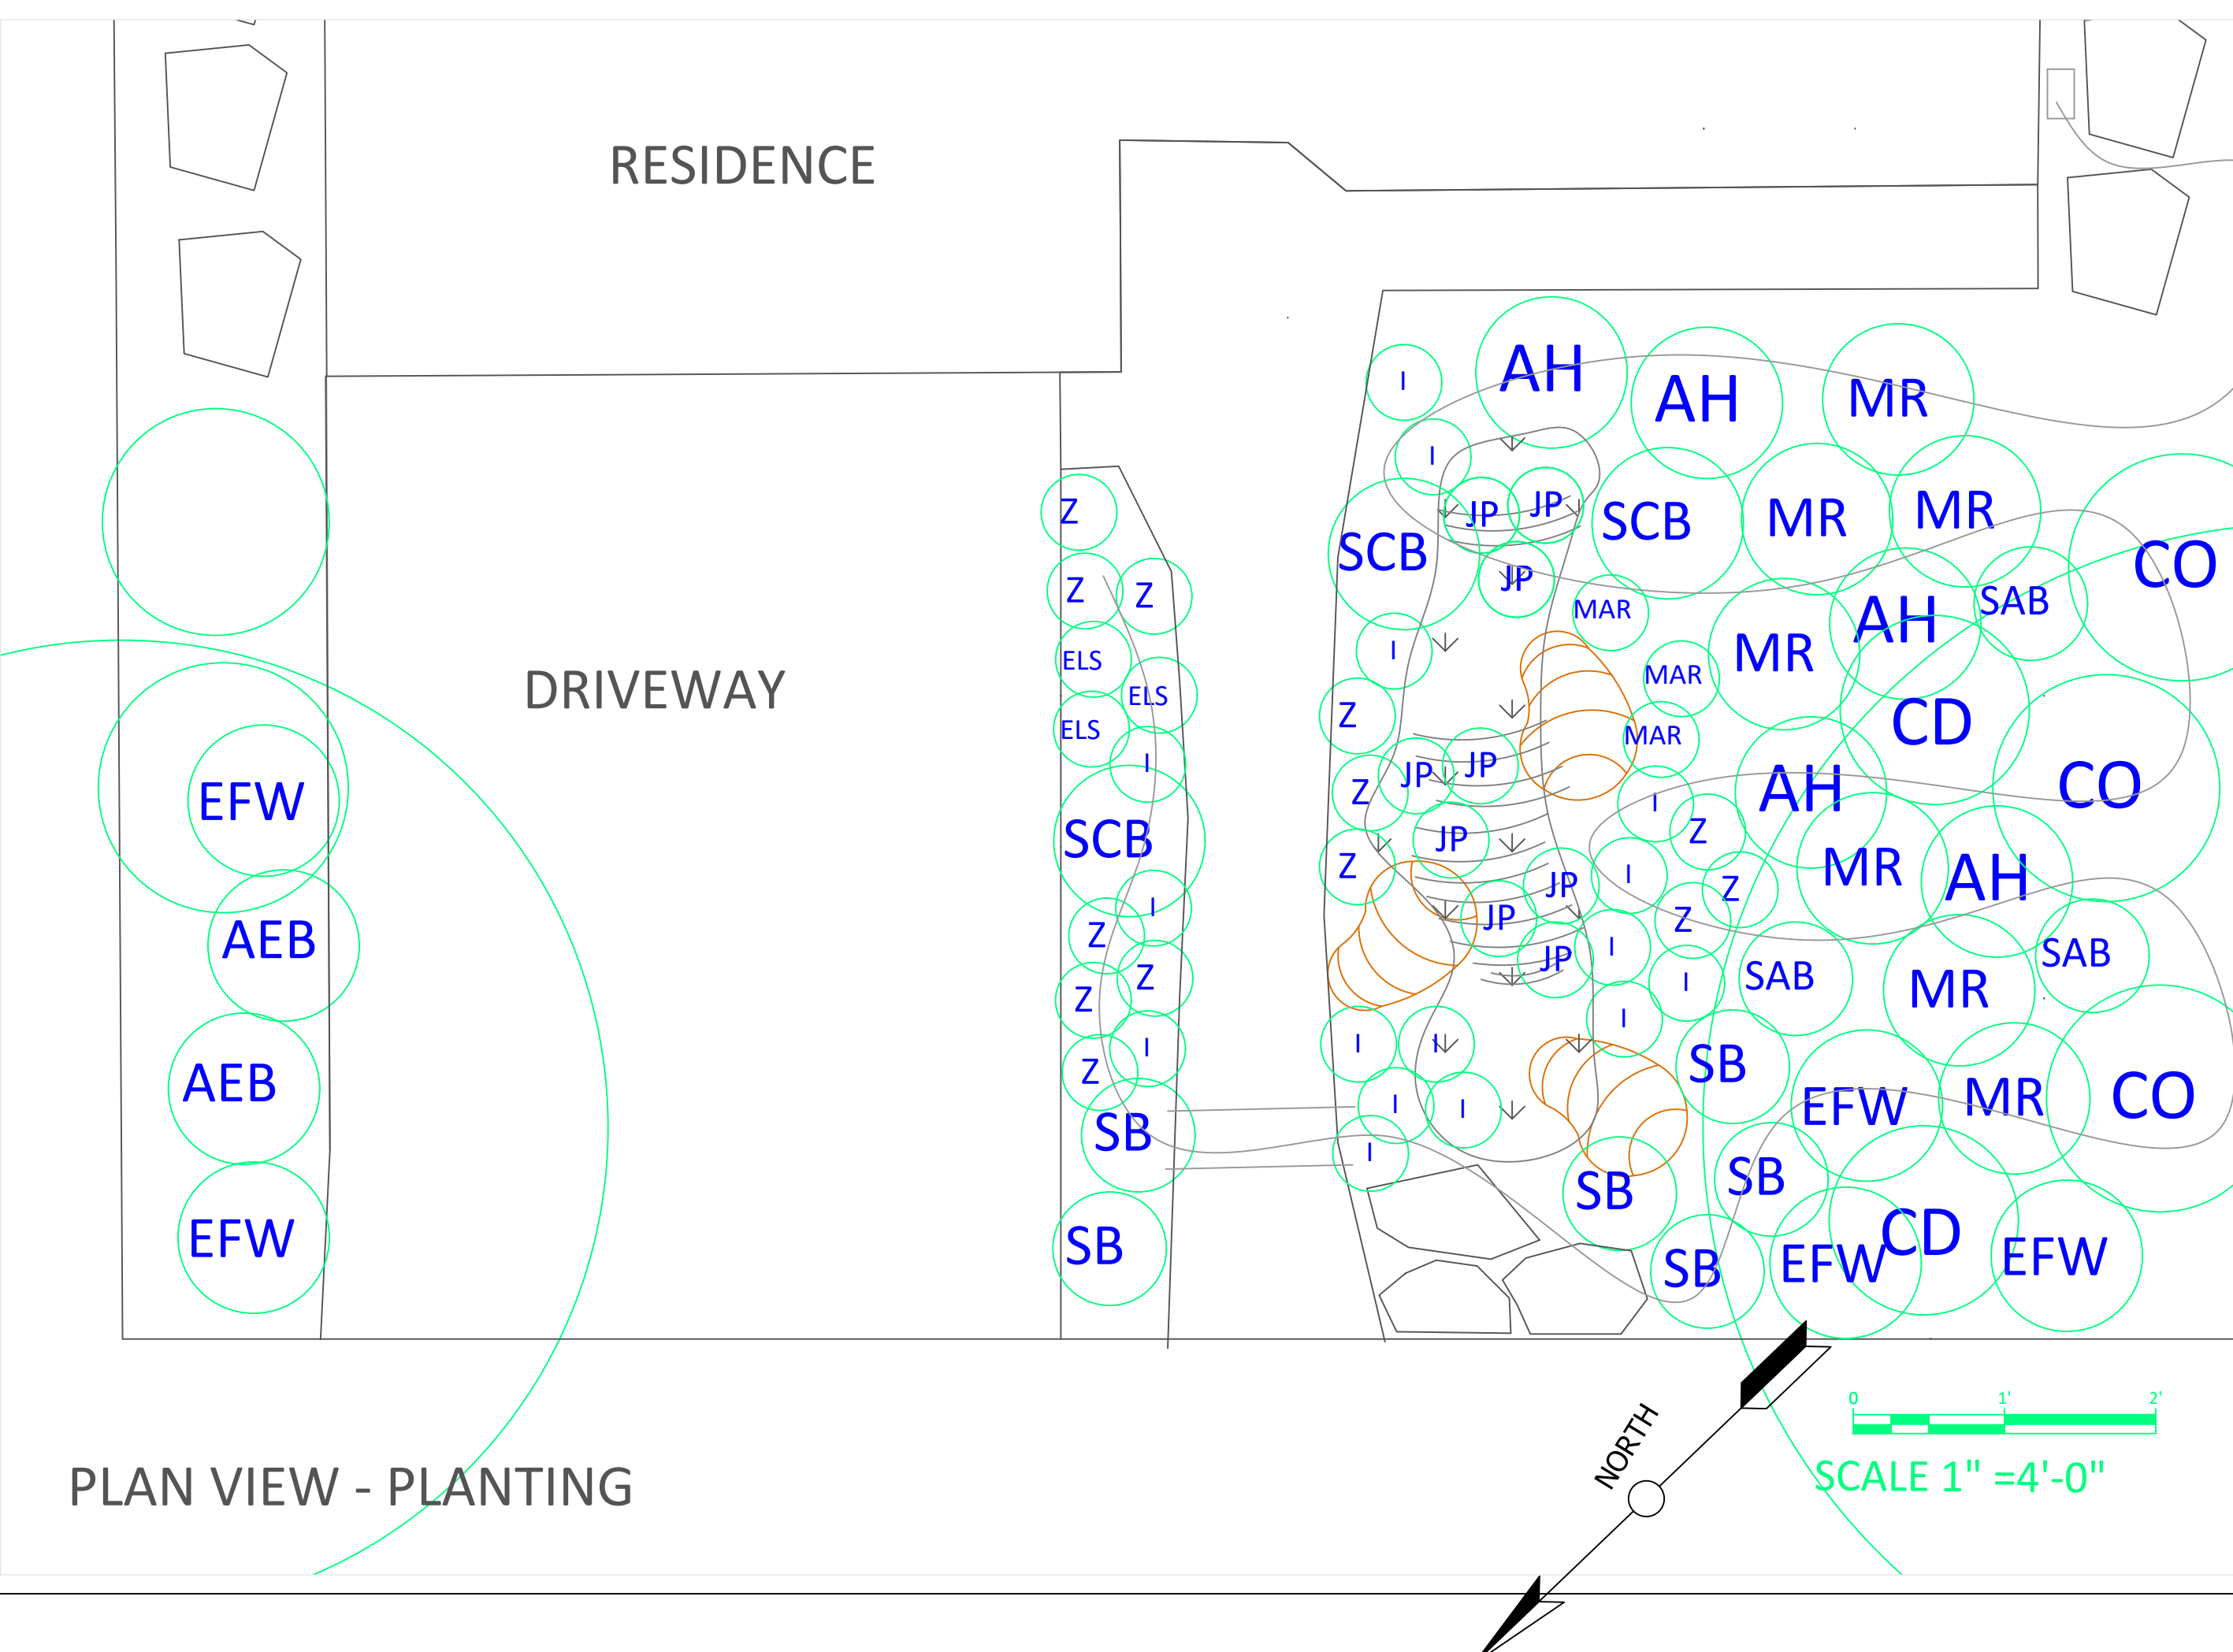 RESIDENCE
I
AH
AH
MR
I
Z
JP
JP
SCB
MR
MR
SCB
CO
JP
Z
Z
MAR
AH
SAB
I
ELS
ELS
MAR
MR
Z
ELS
MAR
CD
DRIVEWAY
I
JP
JP
Z
I
AH
CO
EFW
SCB
JP
Z
Z
I
Z
MR
AH
JP
Z
I
JP
Z
AEB
Z
Z
JP
I
I
SAB
SAB
Z
I
MR
I
I
I
I
SB
AEB
Z
I
I
EFW
MR
CO
SB
I
SB
SB
EFW
SB
SB
EFW
CD
EFW
0 1' 2'
SCALE 1" =4'-0"
NORTH
PLAN VIEW - PLANTING